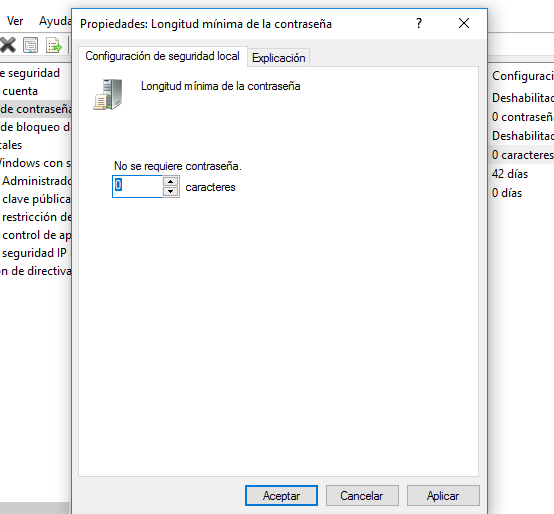 Propiedades: Longitud mínima de la contraseña
?
Ver Ayuda
Configuración de seguridad local
Explicación
Longitud mínima de la contraseña
No se requiere contraseña.
0 caracteres
Aceptar
Cancelar
Aplicar
e seguridad
cuenta
de contraseña
de bloqueo d
cales
Windows con s
Administrado
clave pública
restricción de
control de ap
seguridad IP
n de directiva
Configuraci
Deshabilitad
0 contraseña
Deshabilitad
0 caracteres
42 días
0 días